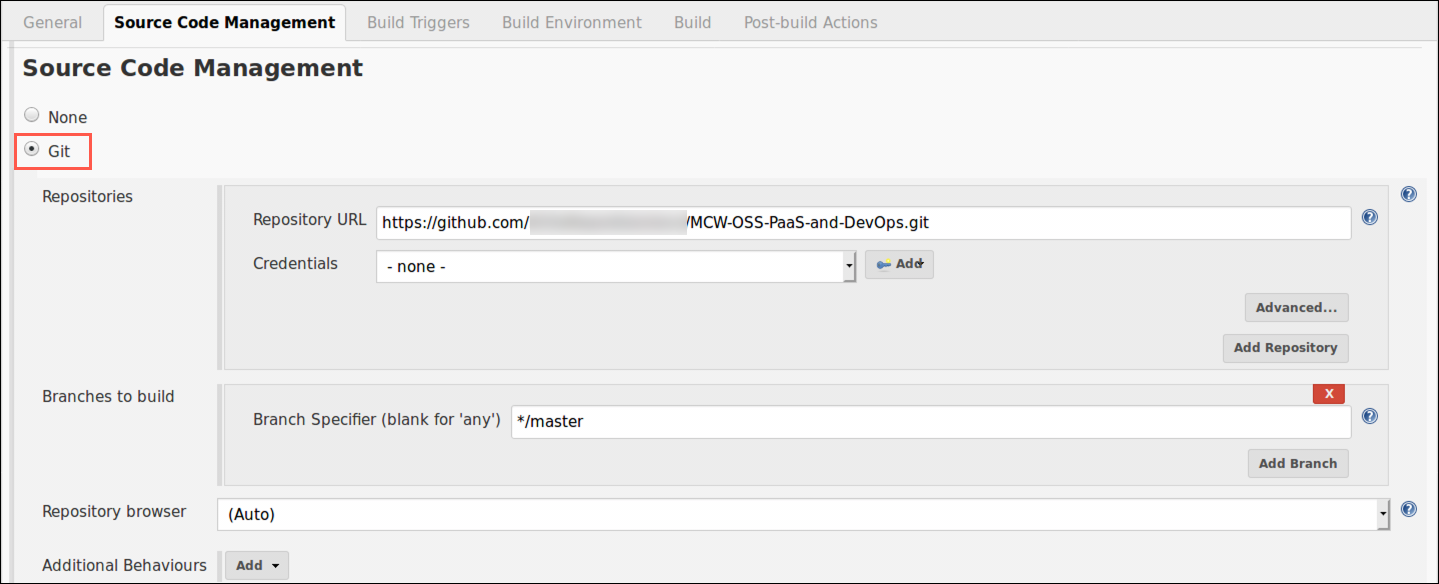 General Source Code Management Build Triggers Build Environment Build Post-build Actions
Source Code Management
None
Git
Repositories
Repository URL https://github.com/ /MCW-OSS-PaaS-and-DevOps.git
Credentials - none - Add
Advanced...
Add Repository
Branches to build
X
Branch Specifier (blank for 'any') */master
Add Branch
Repository browser (Auto)
Additional Behaviours Add